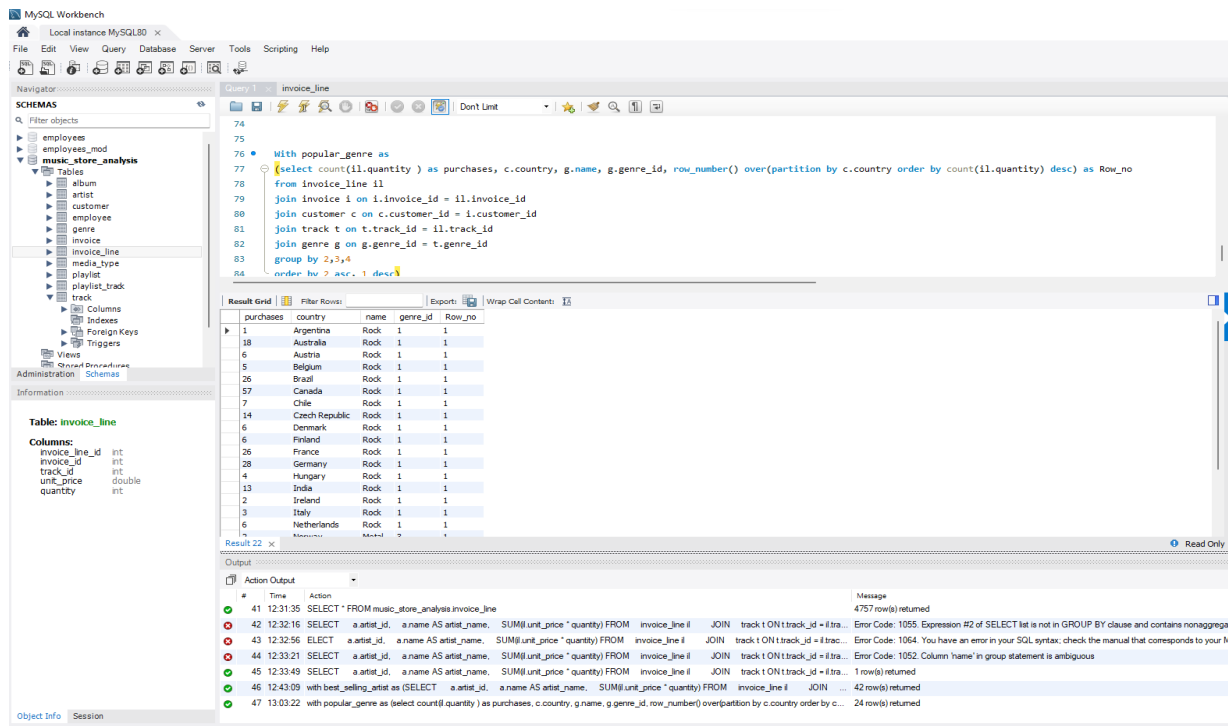 MySQL Workbench
Local instance MySQL80 ×
File Edit View Query Database Server Tools Scripting Help
Navigator
SCHEMAS
Filter objects
employees
employees_mod
music_store_analysis
Tables
album
artist
customer
employee
genre
invoice
invoice_line
media_type
playlist
playlist_track
track
Columns
Indexes
Foreign Keys
Triggers
Views
Stored Procedures
Administration Schemas
Information
Table: invoice_line
Columns:
invoice_line_id int
invoice_id int
track_id int
unit_price double
quantity int
Object Info Session
Query 1 × invoice_line
Don't Limit
74
75
76 With popular_genre as
77 (select count(il.quantity ) as purchases, c.country, g.name, g.genre_id, row_number() over(partition by c.country order by count(il.quantity) desc) as Row_no
78 from invoice_line il
79 join invoice i on i.invoice_id = il.invoice_id
80 join customer c on c.customer_id = i.customer_id
81 join track t on t.track_id = il.track_id
82 join genre g on g.genre_id = t.genre_id
83 group by 2,3,4
84 order by 2 asc, 1 desc)
Result Grid Filter Rows: Export: Wrap Cell Content:
purchases country name genre_id Row_no
1 Argentina Rock 1 1
18 Australia Rock 1 1
6 Austria Rock 1 1
5 Belgium Rock 1 1
26 Brazil Rock 1 1
57 Canada Rock 1 1
7 Chile Rock 1 1
14 Czech Republic Rock 1 1
6 Denmark Rock 1 1
6 Finland Rock 1 1
26 France Rock 1 1
28 Germany Rock 1 1
4 Hungary Rock 1 1
13 India Rock 1 1
2 Ireland Rock 1 1
3 Italy Rock 1 1
6 Netherlands Rock 1 1
2 Norway Metal 3 1
Result 22 × Read Only
Output
Action Output
# Time Action Message
41 12:31:35 SELECT * FROM music_store_analysis.invoice_line 4757 row(s) returned
42 12:32:16 SELECT a.artist_id, a.name AS artist_name, SUM(il.unit_price * quantity) FROM invoice_line il JOIN track t ON t.track_id = il.tra... Error Code: 1055. Expression #2 of SELECT list is not in GROUP BY clause and contains nonaggrega
43 12:32:56 ELECT a.artist_id, a.name AS artist_name, SUM(il.unit_price * quantity) FROM invoice_line il JOIN track t ON t.track_id = il.trac... Error Code: 1064. You have an error in your SQL syntax; check the manual that corresponds to your M
44 12:33:21 SELECT a.artist_id, a.name AS artist_name, SUM(il.unit_price * quantity) FROM invoice_line il JOIN track t ON t.track_id = il.tra... Error Code: 1052. Column 'name' in group statement is ambiguous
45 12:33:49 SELECT a.artist_id, a.name AS artist_name, SUM(il.unit_price * quantity) FROM invoice_line il JOIN track t ON t.track_id = il.tra... 1 row(s) returned
46 12:43:09 with best_selling_artist as (SELECT a.artist_id, a.name AS artist_name, SUM(il.unit_price * quantity) FROM invoice_line il JOIN ... 42 row(s) returned
47 13:03:22 with popular_genre as (select count(il.quantity ) as purchases, c.country, g.name, g.genre_id, row_number() over(partition by c.country order by c... 24 row(s) returned